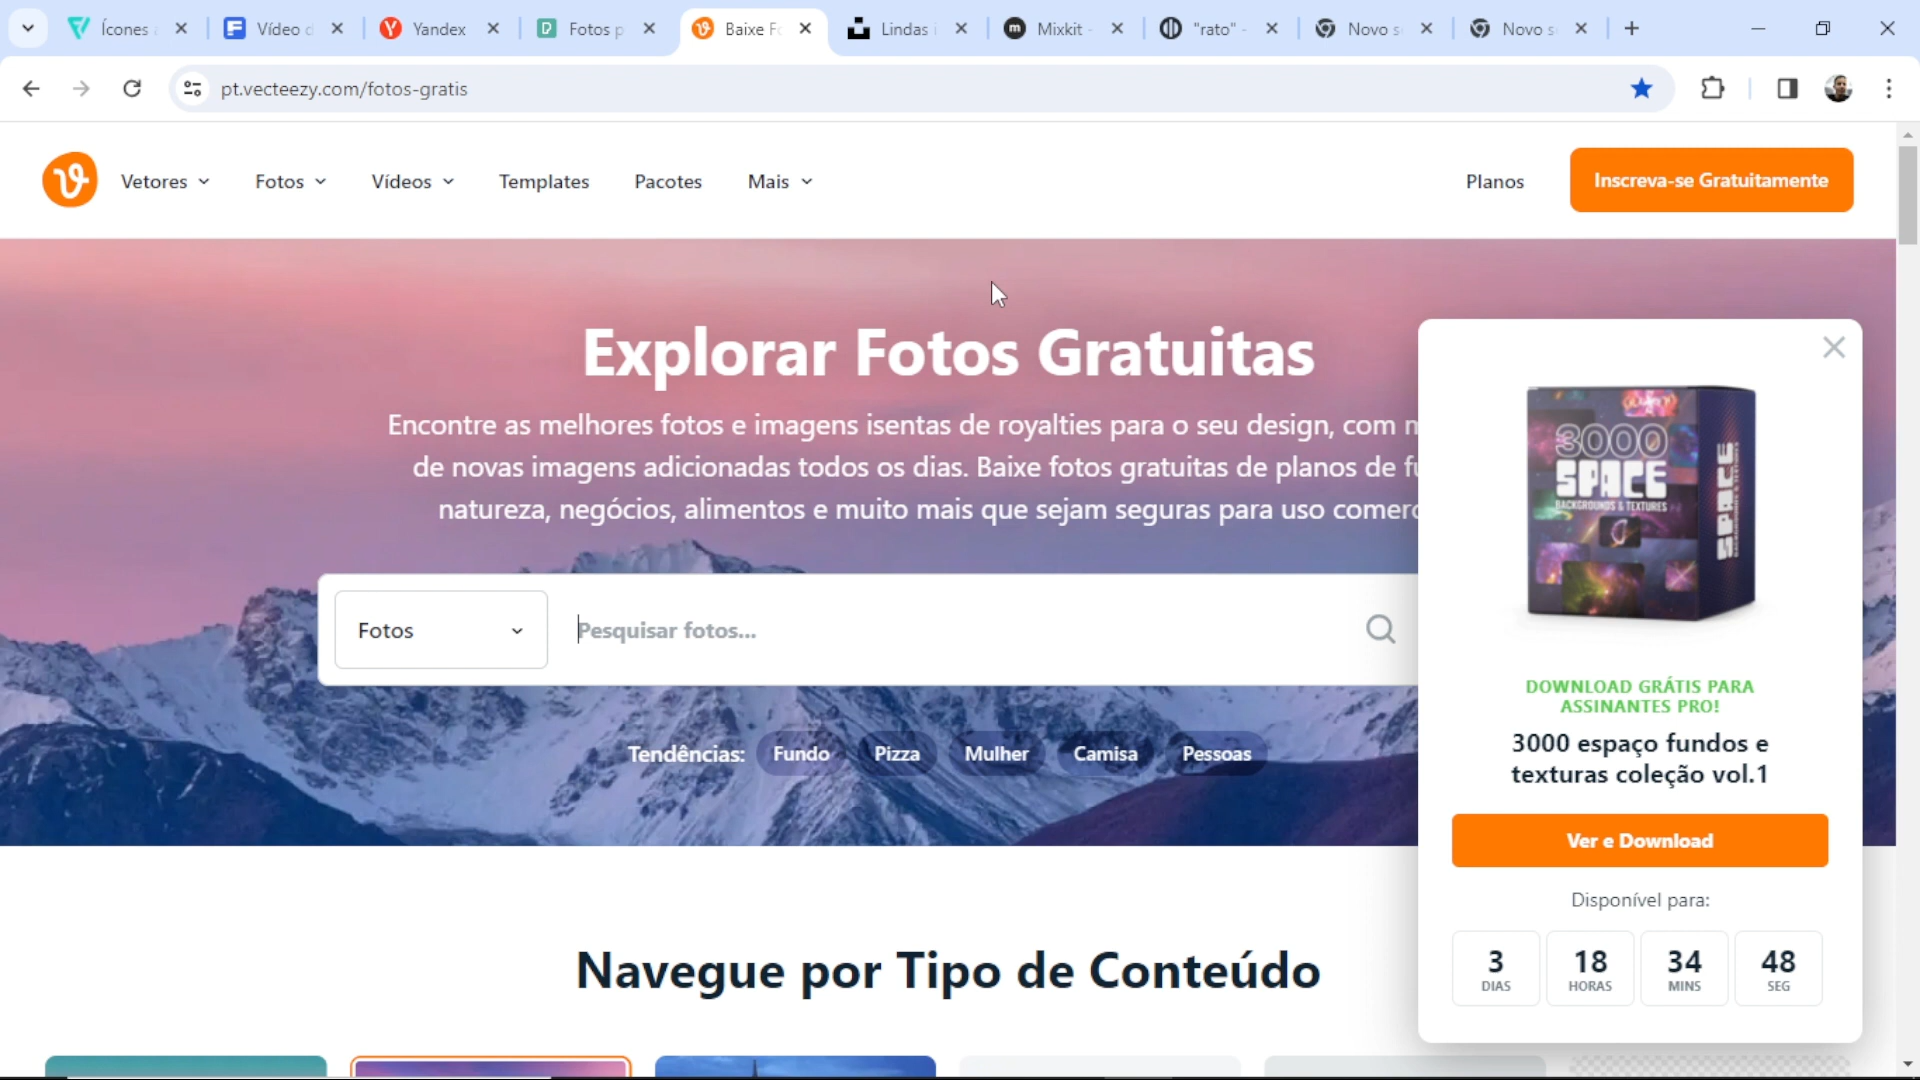 Ícones
Vídeo
Yandex
Fotos
Baixe
Lindas
Mixkit -
"rato" -
Novo
Novo
pt.vecteezy.com/fotos-gratis
Vetores
Fotos
Vídeos
Templates
Pacotes
Mais
Planos
Inscreva-se Gratuitamente
Explorar Fotos Gratuitas
Encontre as melhores fotos e imagens isentas de royalties para o seu design, com
de novas imagens adicionadas todos os dias. Baixe fotos gratuitas de planos de
natureza, negócios, alimentos e muito mais que sejam seguras para uso
Fotos
Pesquisar fotos...
Tendências:
Fundo
Pizza
Mulher
Camisa
Pessoas
Navegue por Tipo de Conteúdo
3000
SPACE
BACKGROUNDS & TEXTURES
SPACE
DOWNLOAD GRÁTIS PARA
ASSINANTES PRO!
3000 espaço fundos e
texturas coleção vol.1
Ver e Download
Disponível para:
3
DIAS
18
HORAS
34
MINS
48
SEG